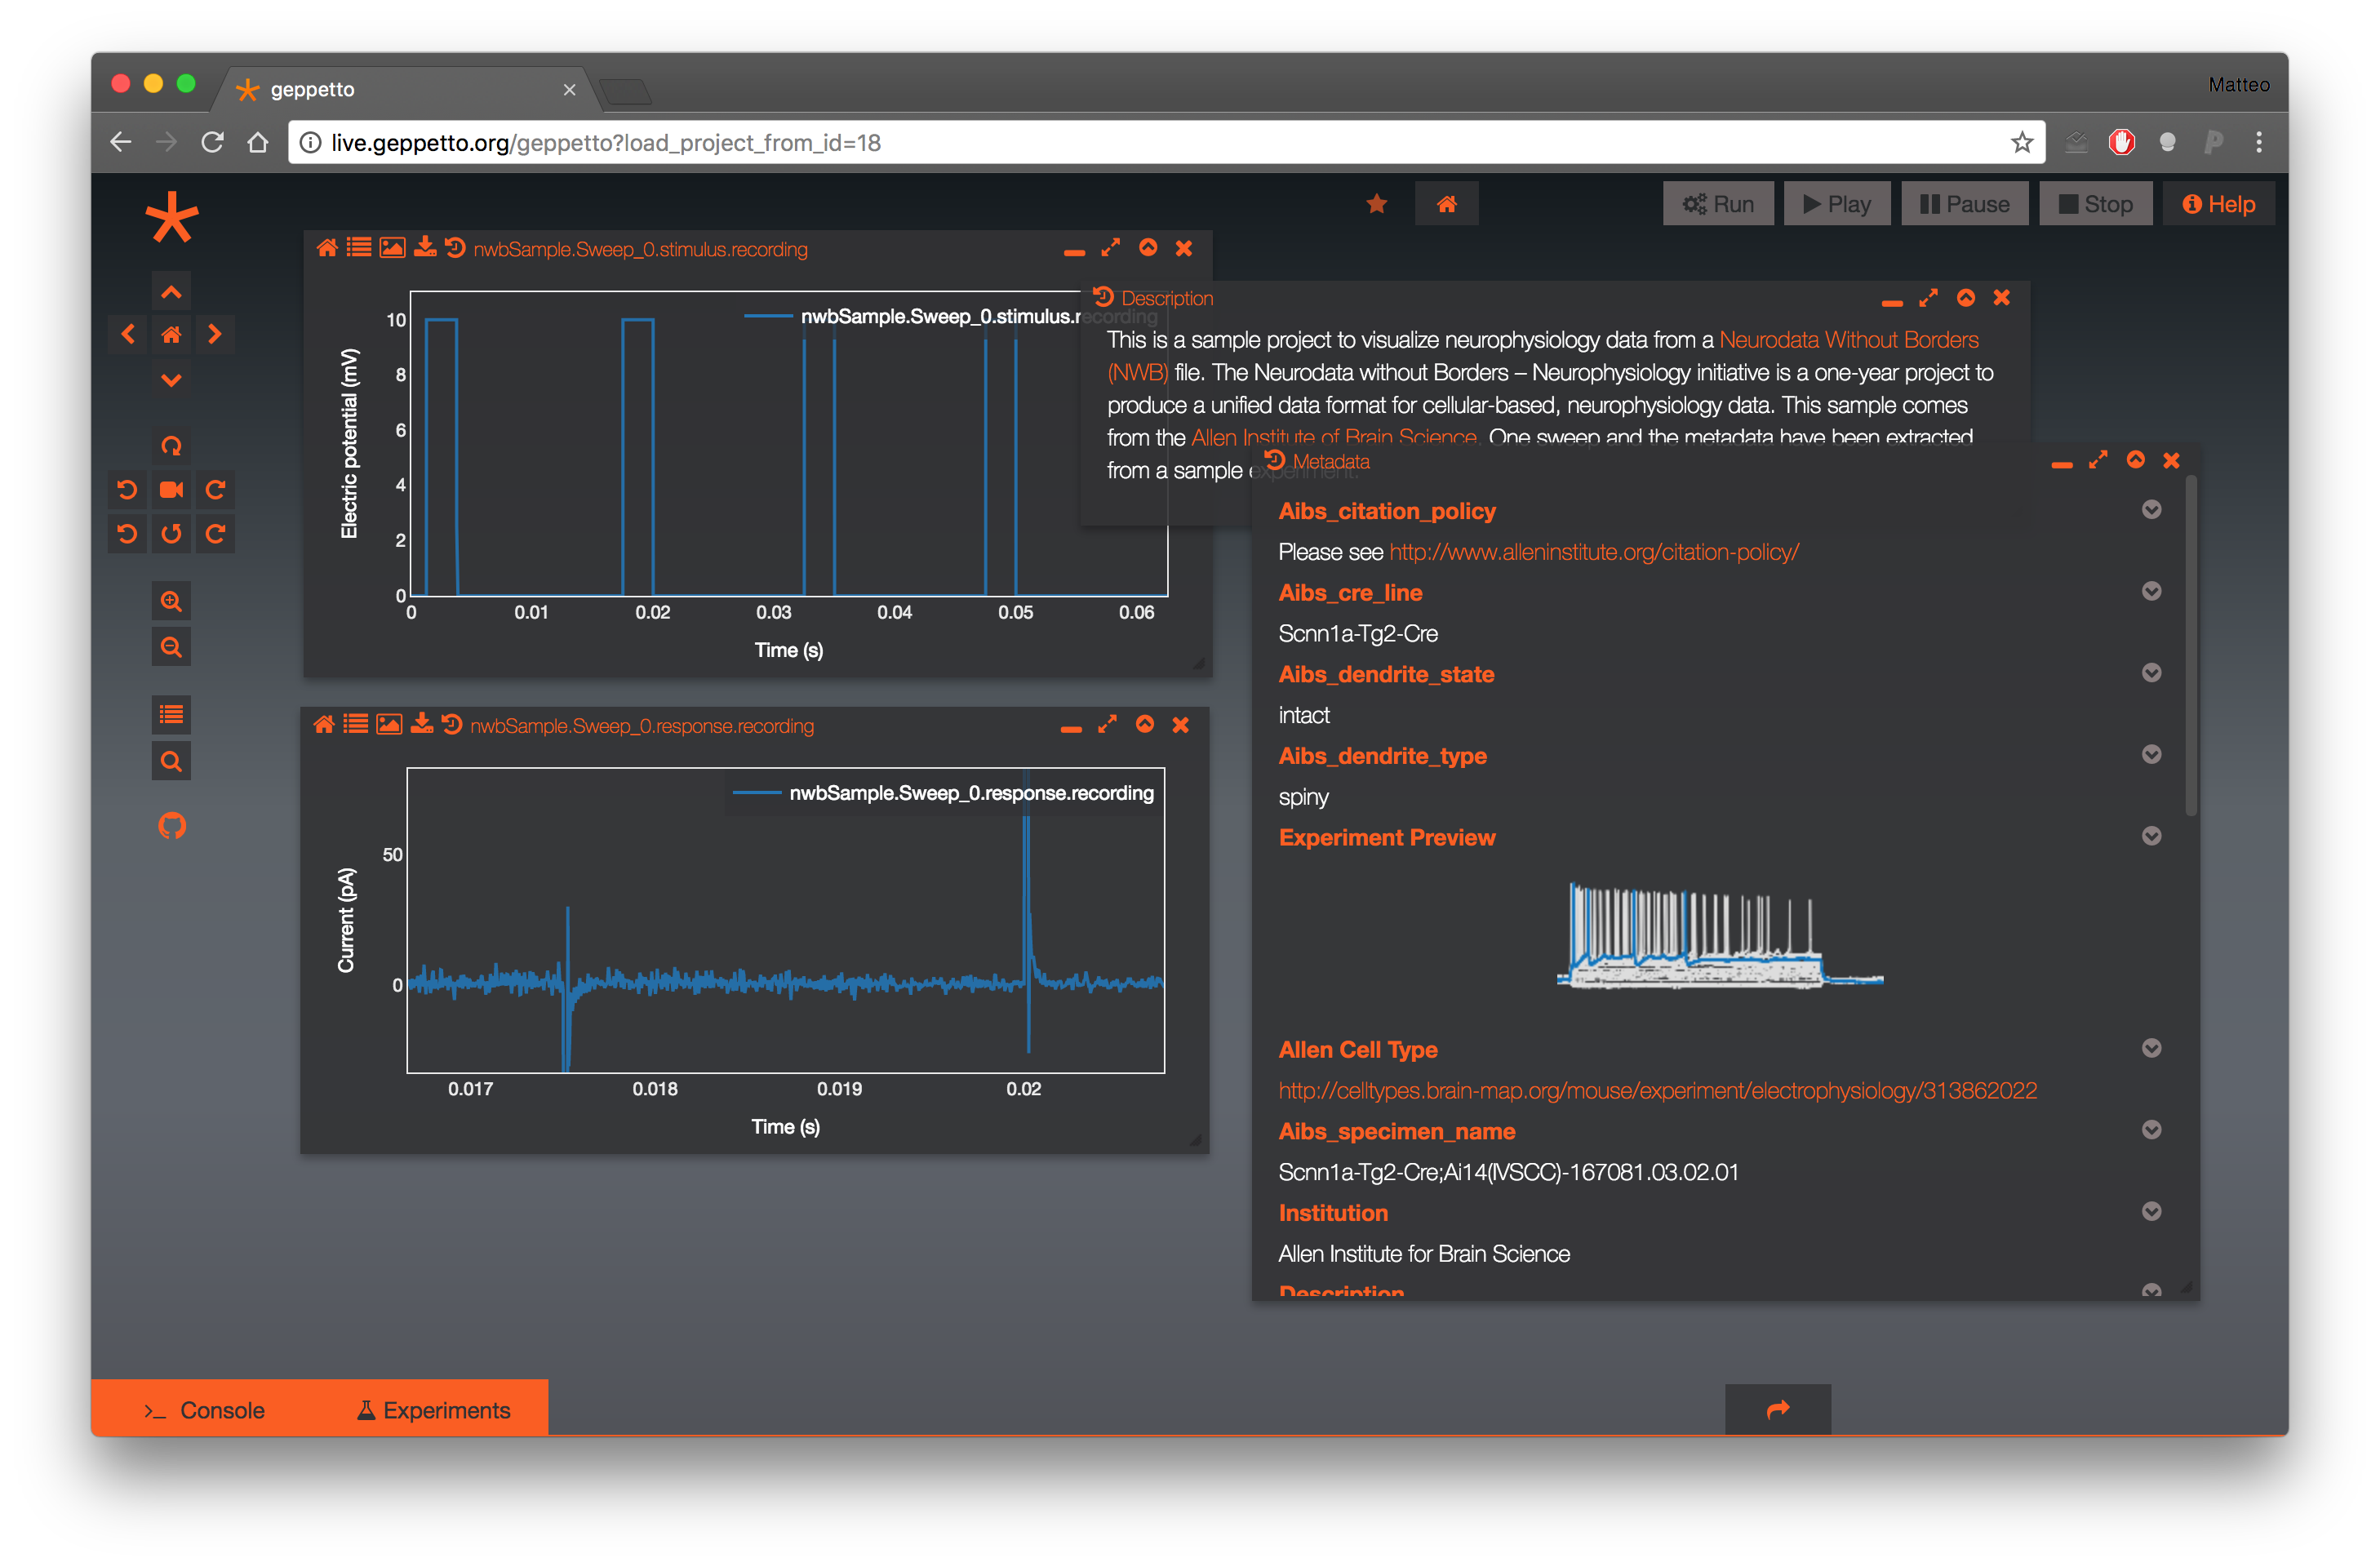 geppetto
Matteo
live.geppetto.org/geppetto?load_project_from_id=18
Run
Play
Pause
Stop
Help
nwbSample.Sweep_0.stimulus.recording
nwbSample.Sweep_0.stimulus.recording
Electric potential (mV)
10
8
6
4
2
0
0 0.01 0.02 0.03 0.04 0.05 0.06
Time (s)
Description
This is a sample project to visualize neurophysiology data from a Neurodata Without Borders
(NWB) file. The Neurodata without Borders – Neurophysiology initiative is a one-year project to
produce a unified data format for cellular-based, neurophysiology data. This sample comes
from the Allen Institute of Brain Science. One sweep and the metadata have been extracted
from a sample experiment.
nwbSample.Sweep_0.response.recording
nwbSample.Sweep_0.response.recording
Current (pA)
50
0
0.017 0.018 0.019 0.02
Time (s)
Metadata
Aibs_citation_policy
Please see http://www.alleninstitute.org/citation-policy/
Aibs_cre_line
Scnn1a-Tg2-Cre
Aibs_dendrite_state
intact
Aibs_dendrite_type
spiny
Experiment Preview
Allen Cell Type
http://celltypes.brain-map.org/mouse/experiment/electrophysiology/313862022
Aibs_specimen_name
Scnn1a-Tg2-Cre;Ai14(IVSCC)-167081.03.02.01
Institution
Allen Institute for Brain Science
Description
Console
Experiments